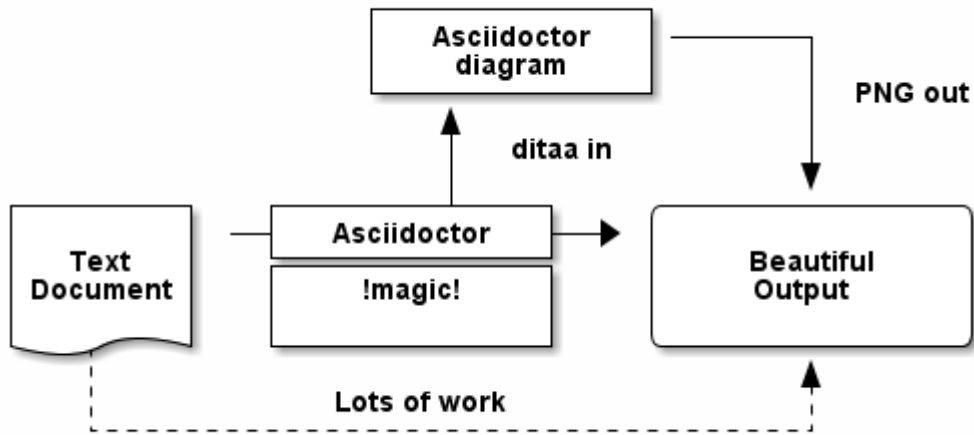 Asciidoctor
diagram
PNG out
ditaa in
Asciidoctor
Text
Document
!magic!
Beautiful
Output
Lots of work